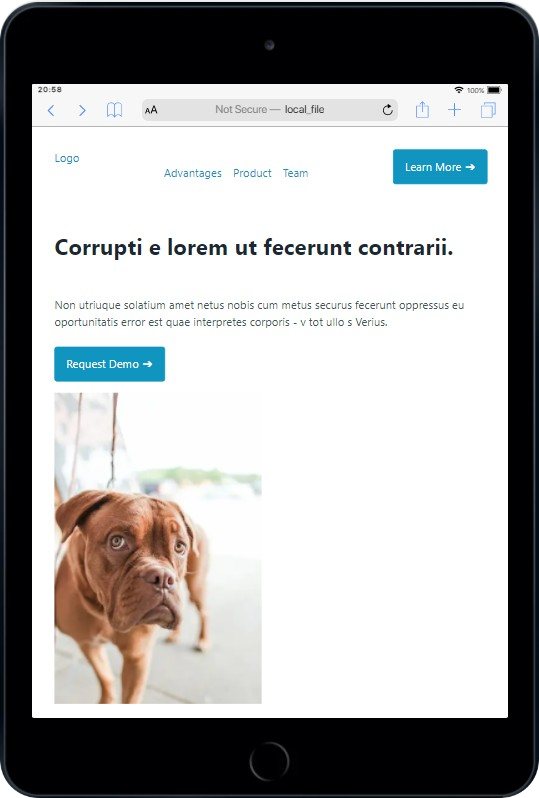 20:58
100%
AA
Not Secure — local_file
Logo
Advantages Product Team
Learn More ➔
Corrupti e lorem ut fecerunt contrarii.
Non utriuque solatium amet netus nobis cum metus securus fecerunt oppressus eu
oportunitatis error est quae interpretes corporis - v tot ullo s Verius.
Request Demo ➔